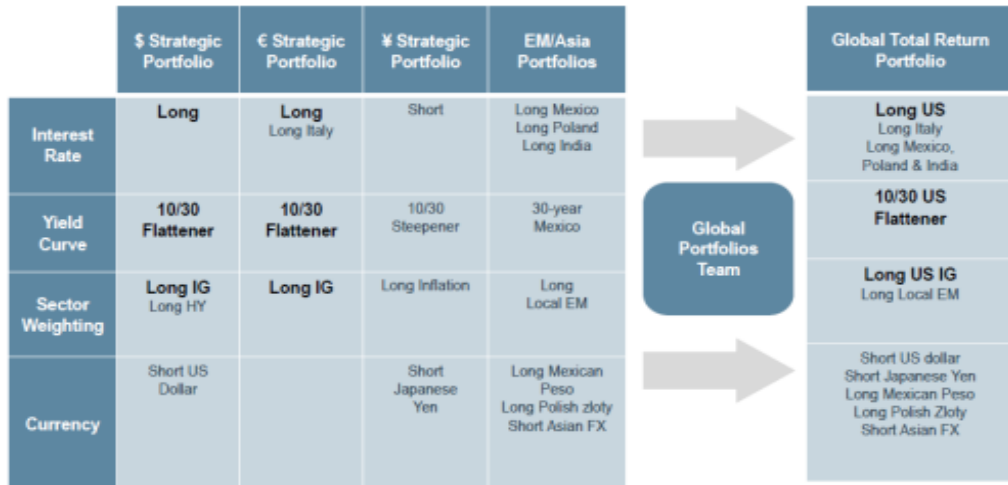 $ Strategic
Portfolio
€ Strategic
Portfolio
¥ Strategic
Portfolio
EM/Asia
Portfolios
Global Total Return
Portfolio
Interest
Rate
Long
Long
Long Italy
Short
Long Mexico
Long Poland
Long India
Long US
Long Italy
Long Mexico,
Poland & India
Yield
Curve
10/30
Flattener
10/30
Flattener
10/30
Steepener
30-year
Mexico
Global
Portfolios
Team
10/30 US
Flattener
Sector
Weighting
Long IG
Long HY
Long IG
Long Inflation
Long
Local EM
Long US IG
Long Local EM
Currency
Short US
Dollar
Short
Japanese
Yen
Long Mexican
Peso
Long Polish zloty
Short Asian FX
Short US dollar
Short Japanese Yen
Long Mexican Peso
Long Polish Zloty
Short Asian FX